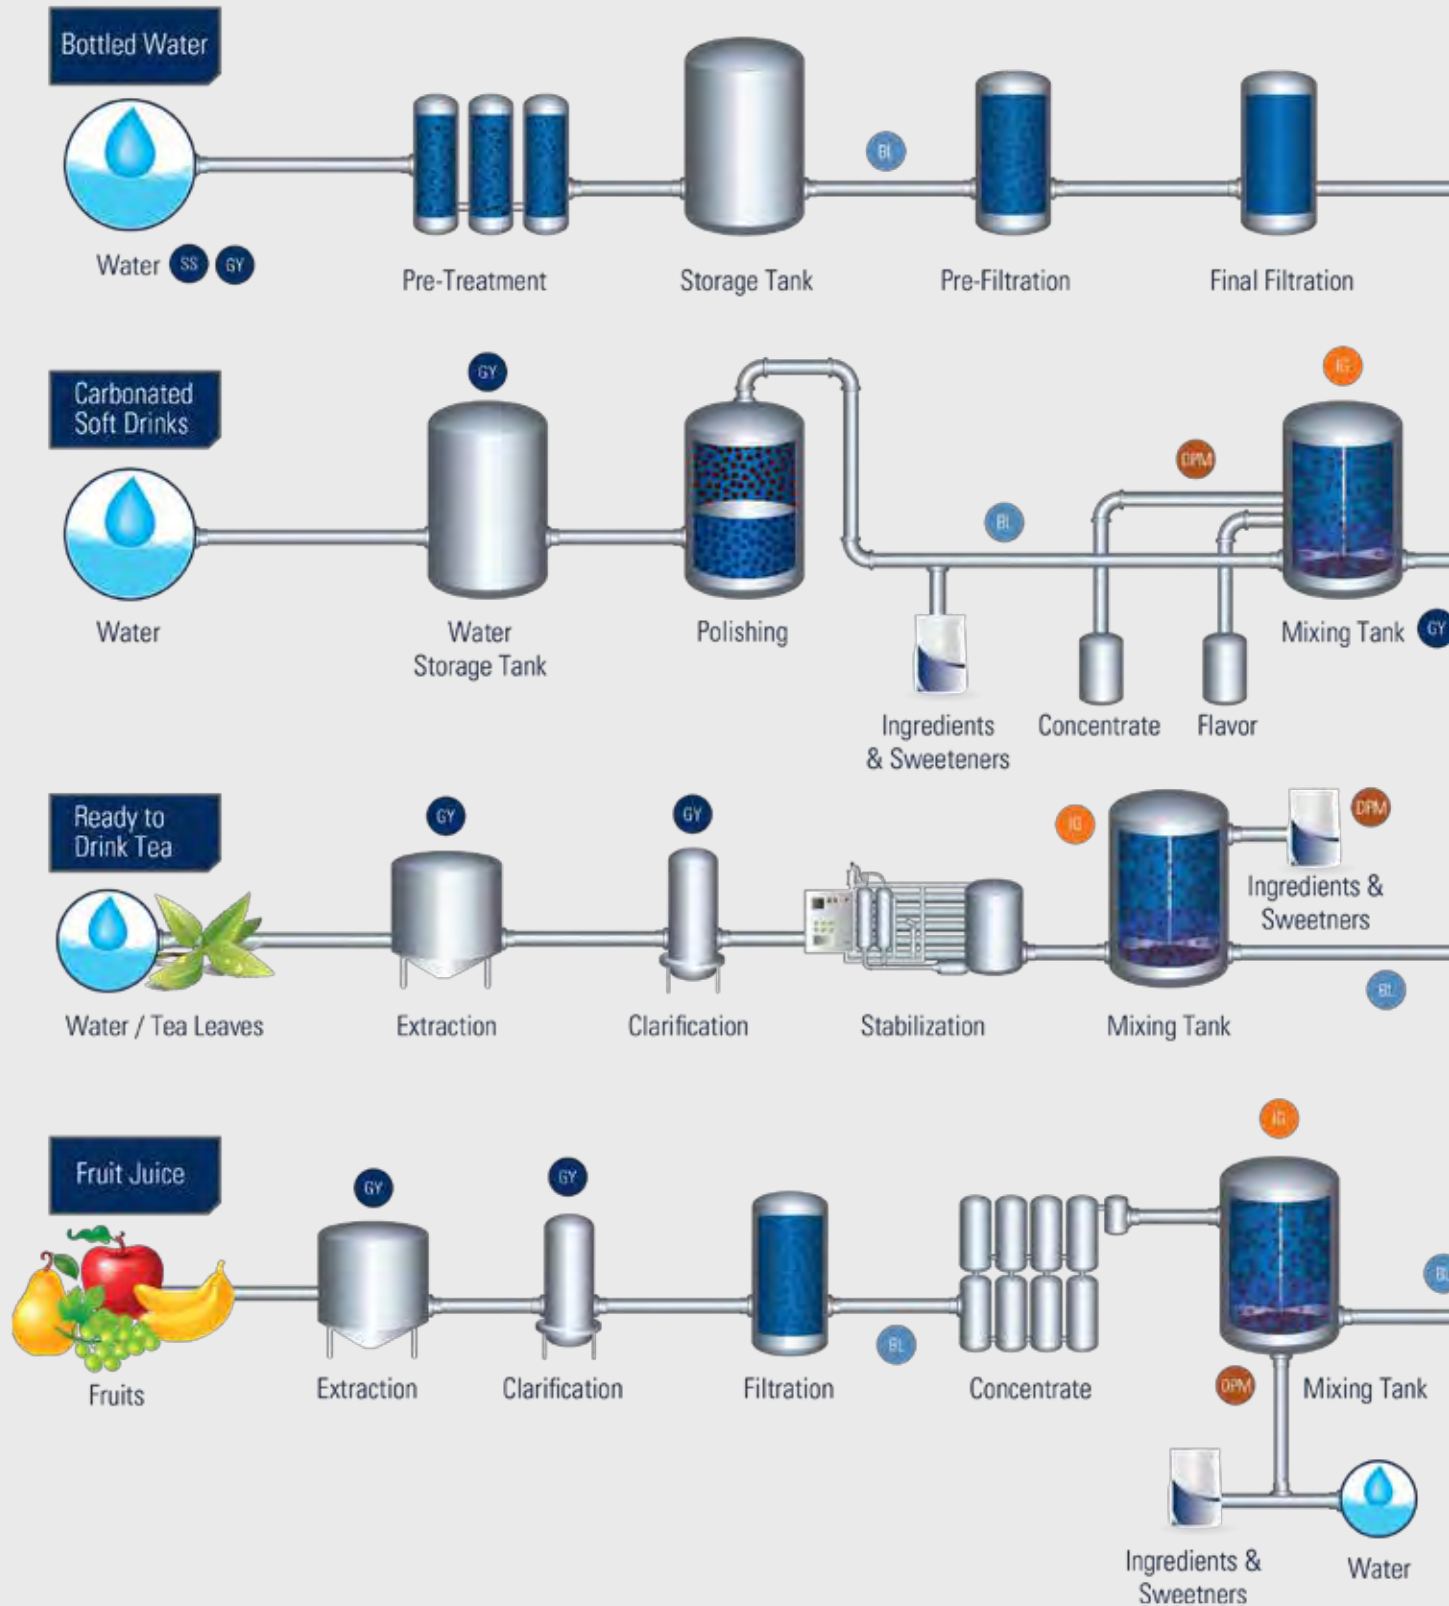 Bottled Water
BL
Water SS GY
Pre-Treatment
Storage Tank
Pre-Filtration
Final Filtration
Carbonated
Soft Drinks
GY
IG
DPM
BL
Water
Water
Storage Tank
Polishing
Mixing Tank GY
Ingredients
& Sweeteners
Concentrate
Flavor
Ready to
Drink Tea
GY
GY
IG
DPM
Ingredients &
Sweetners
BL
Water / Tea Leaves
Extraction
Clarification
Stabilization
Mixing Tank
Fruit Juice
GY
GY
IG
BL
BL
DPM
Fruits
Extraction
Clarification
Filtration
Concentrate
Mixing Tank
Ingredients &
Sweetners
Water